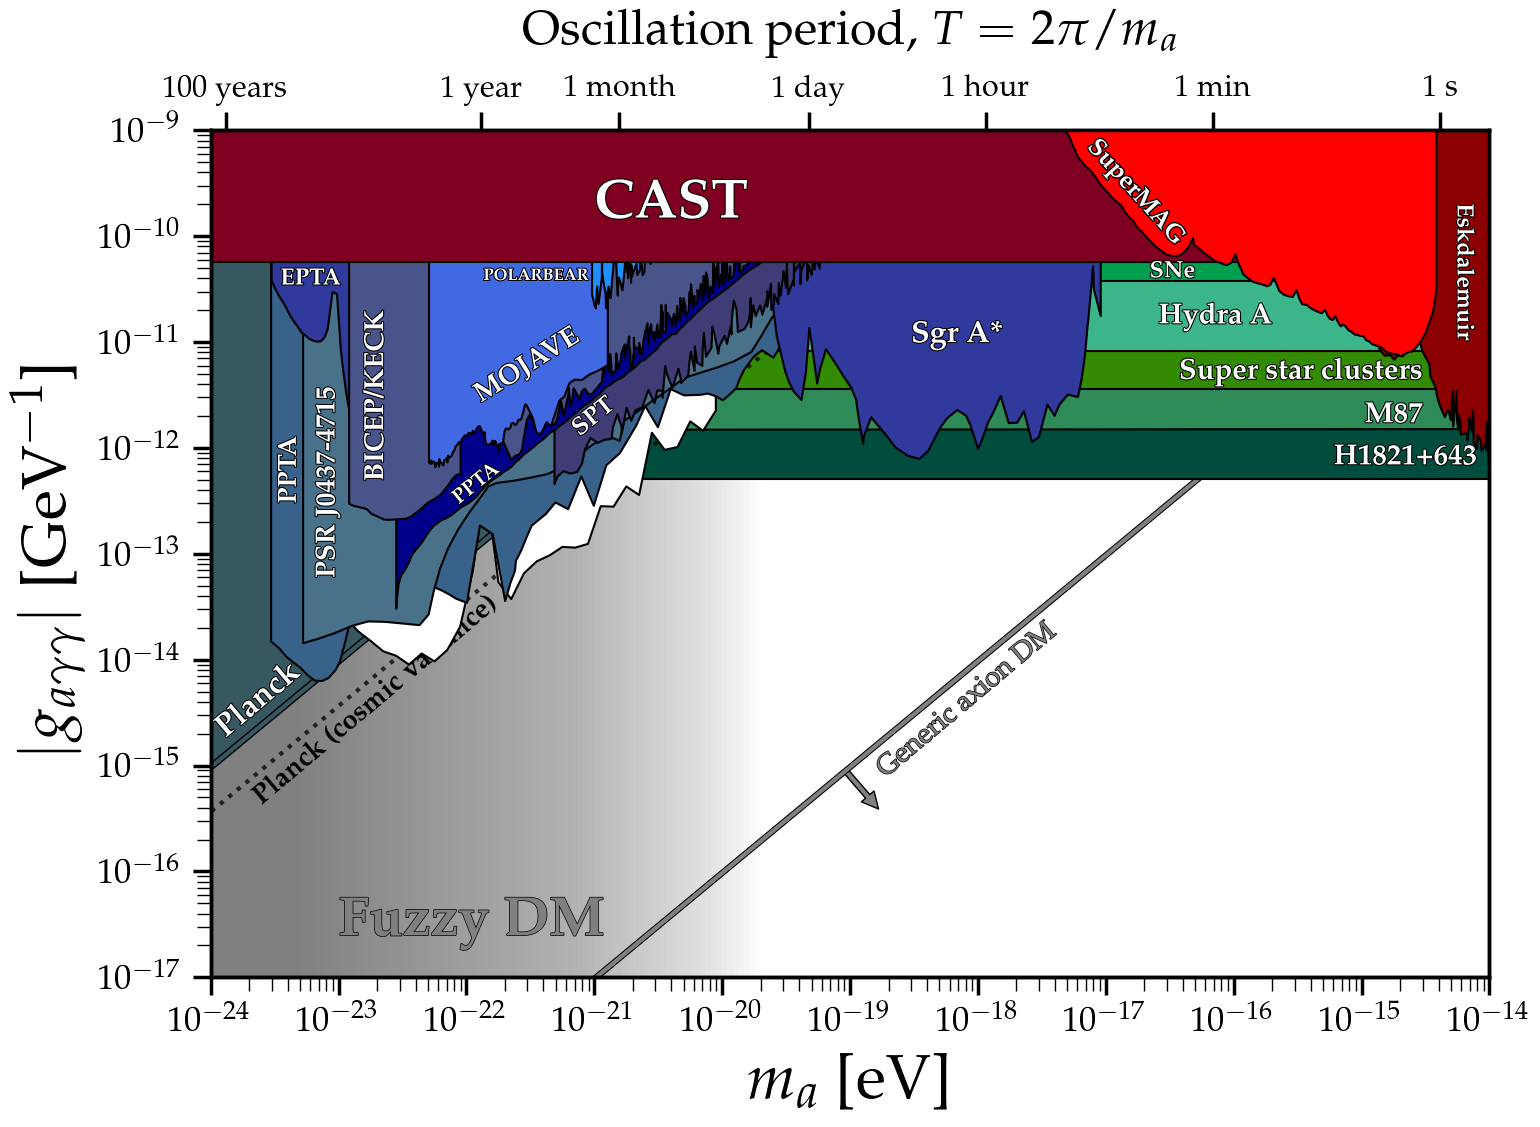 Oscillation period, T = 2π/mₐ
100 years 1 year 1 month 1 day 1 hour 1 min 1 s
|g_{aγγ}| [GeV⁻¹]
10⁻⁹
10⁻¹⁰
10⁻¹¹
10⁻¹²
10⁻¹³
10⁻¹⁴
10⁻¹⁵
10⁻¹⁶
10⁻¹⁷
CAST
SuperMAG
Eskdalemuir
EPTA
POLARBEAR
SNe
Hydra A
Sgr A*
MOJAVE
BICEP/KECK
PSR J0437-4715
PPTA
SPT
PPTA
Super star clusters
M87
H1821+643
Planck
Generic axion DM
Fuzzy DM
10⁻²⁴ 10⁻²³ 10⁻²² 10⁻²¹ 10⁻²⁰ 10⁻¹⁹ 10⁻¹⁸ 10⁻¹⁷ 10⁻¹⁶ 10⁻¹⁵ 10⁻¹⁴
mₐ [eV]
Planck (cosmic